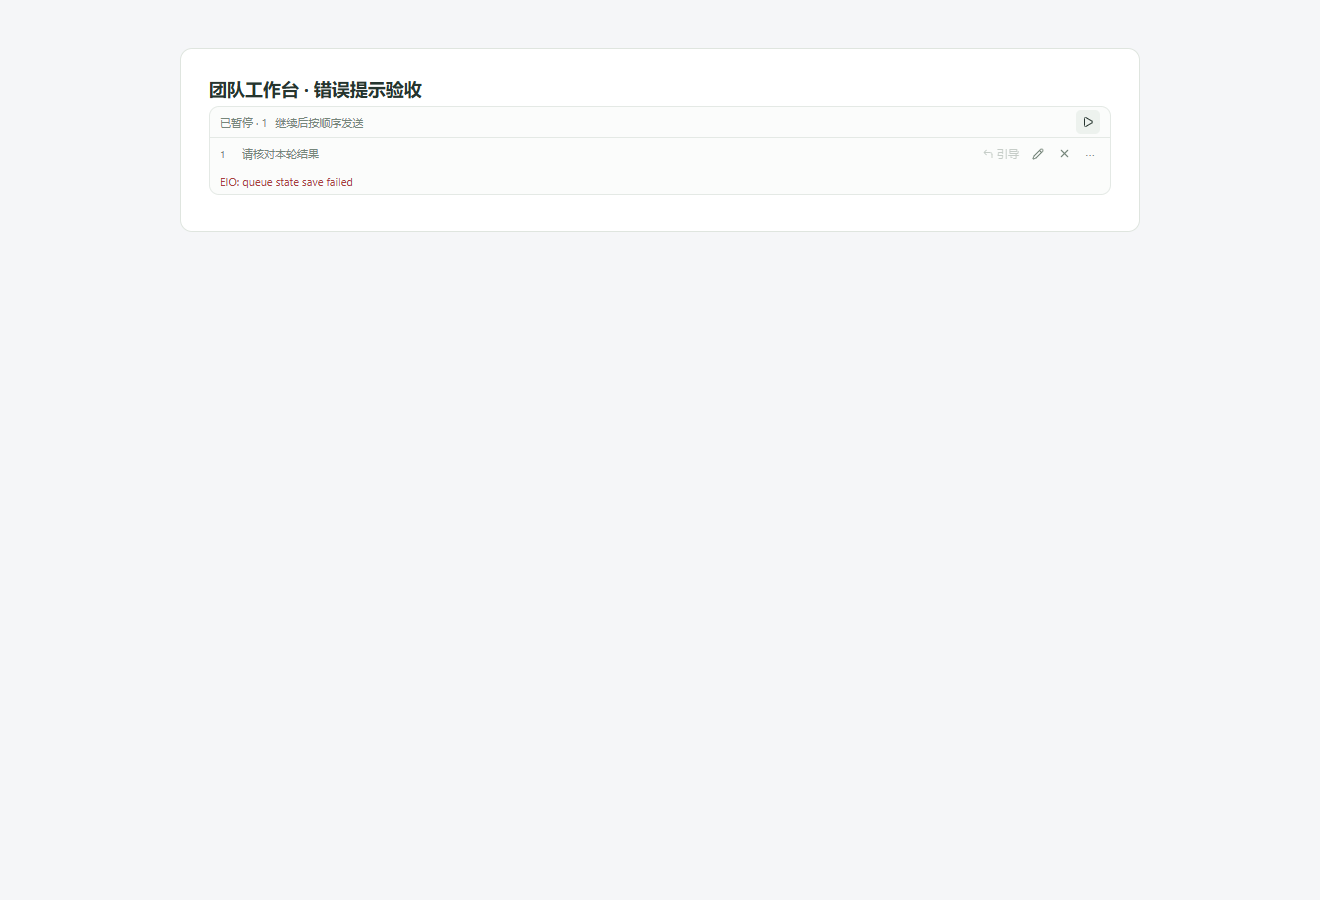 团队工作台 · 错误提示验收
已暂停 · 1 继续后按顺序发送
1 请核对本轮结果 引导 ...
EIO: queue state save failed